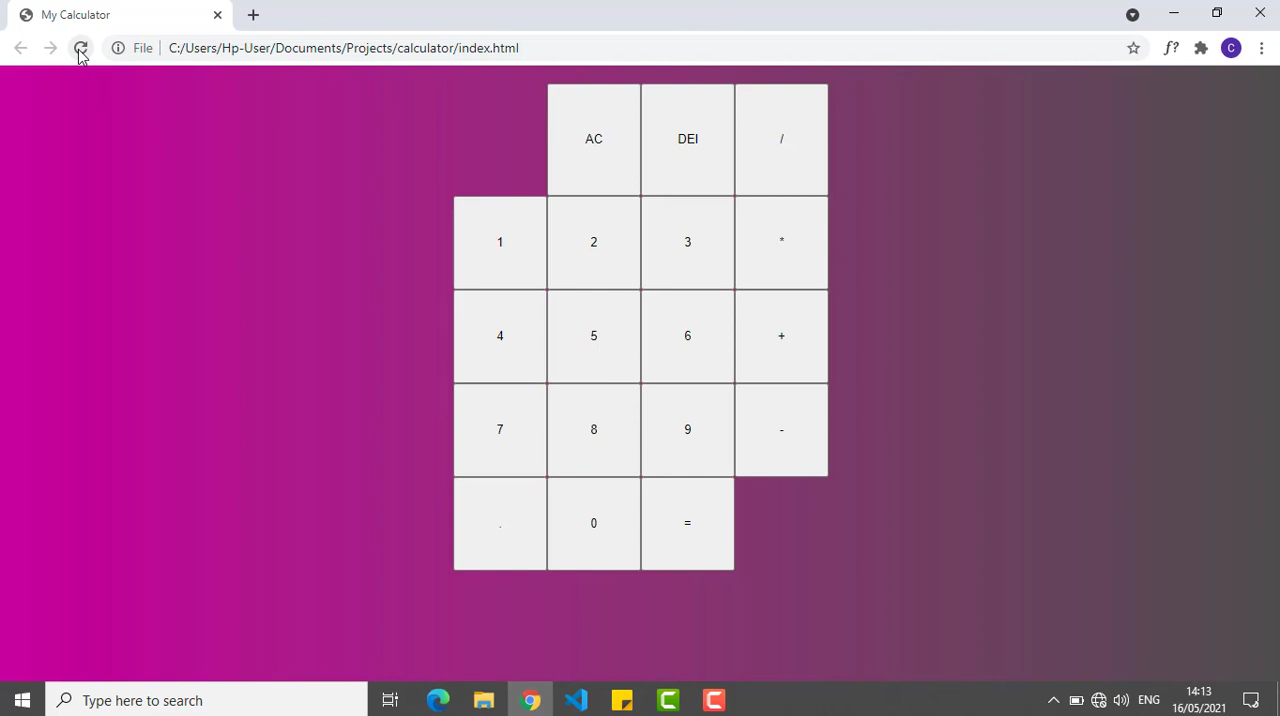 My Calculator
File C:/Users/Hp-User/Documents/Projects/calculator/index.html
f?
C
AC DEl /
1 2 3 *
4 5 6 +
7 8 9 -
. 0 =
Type here to search
ENG
14:13
16/05/2021